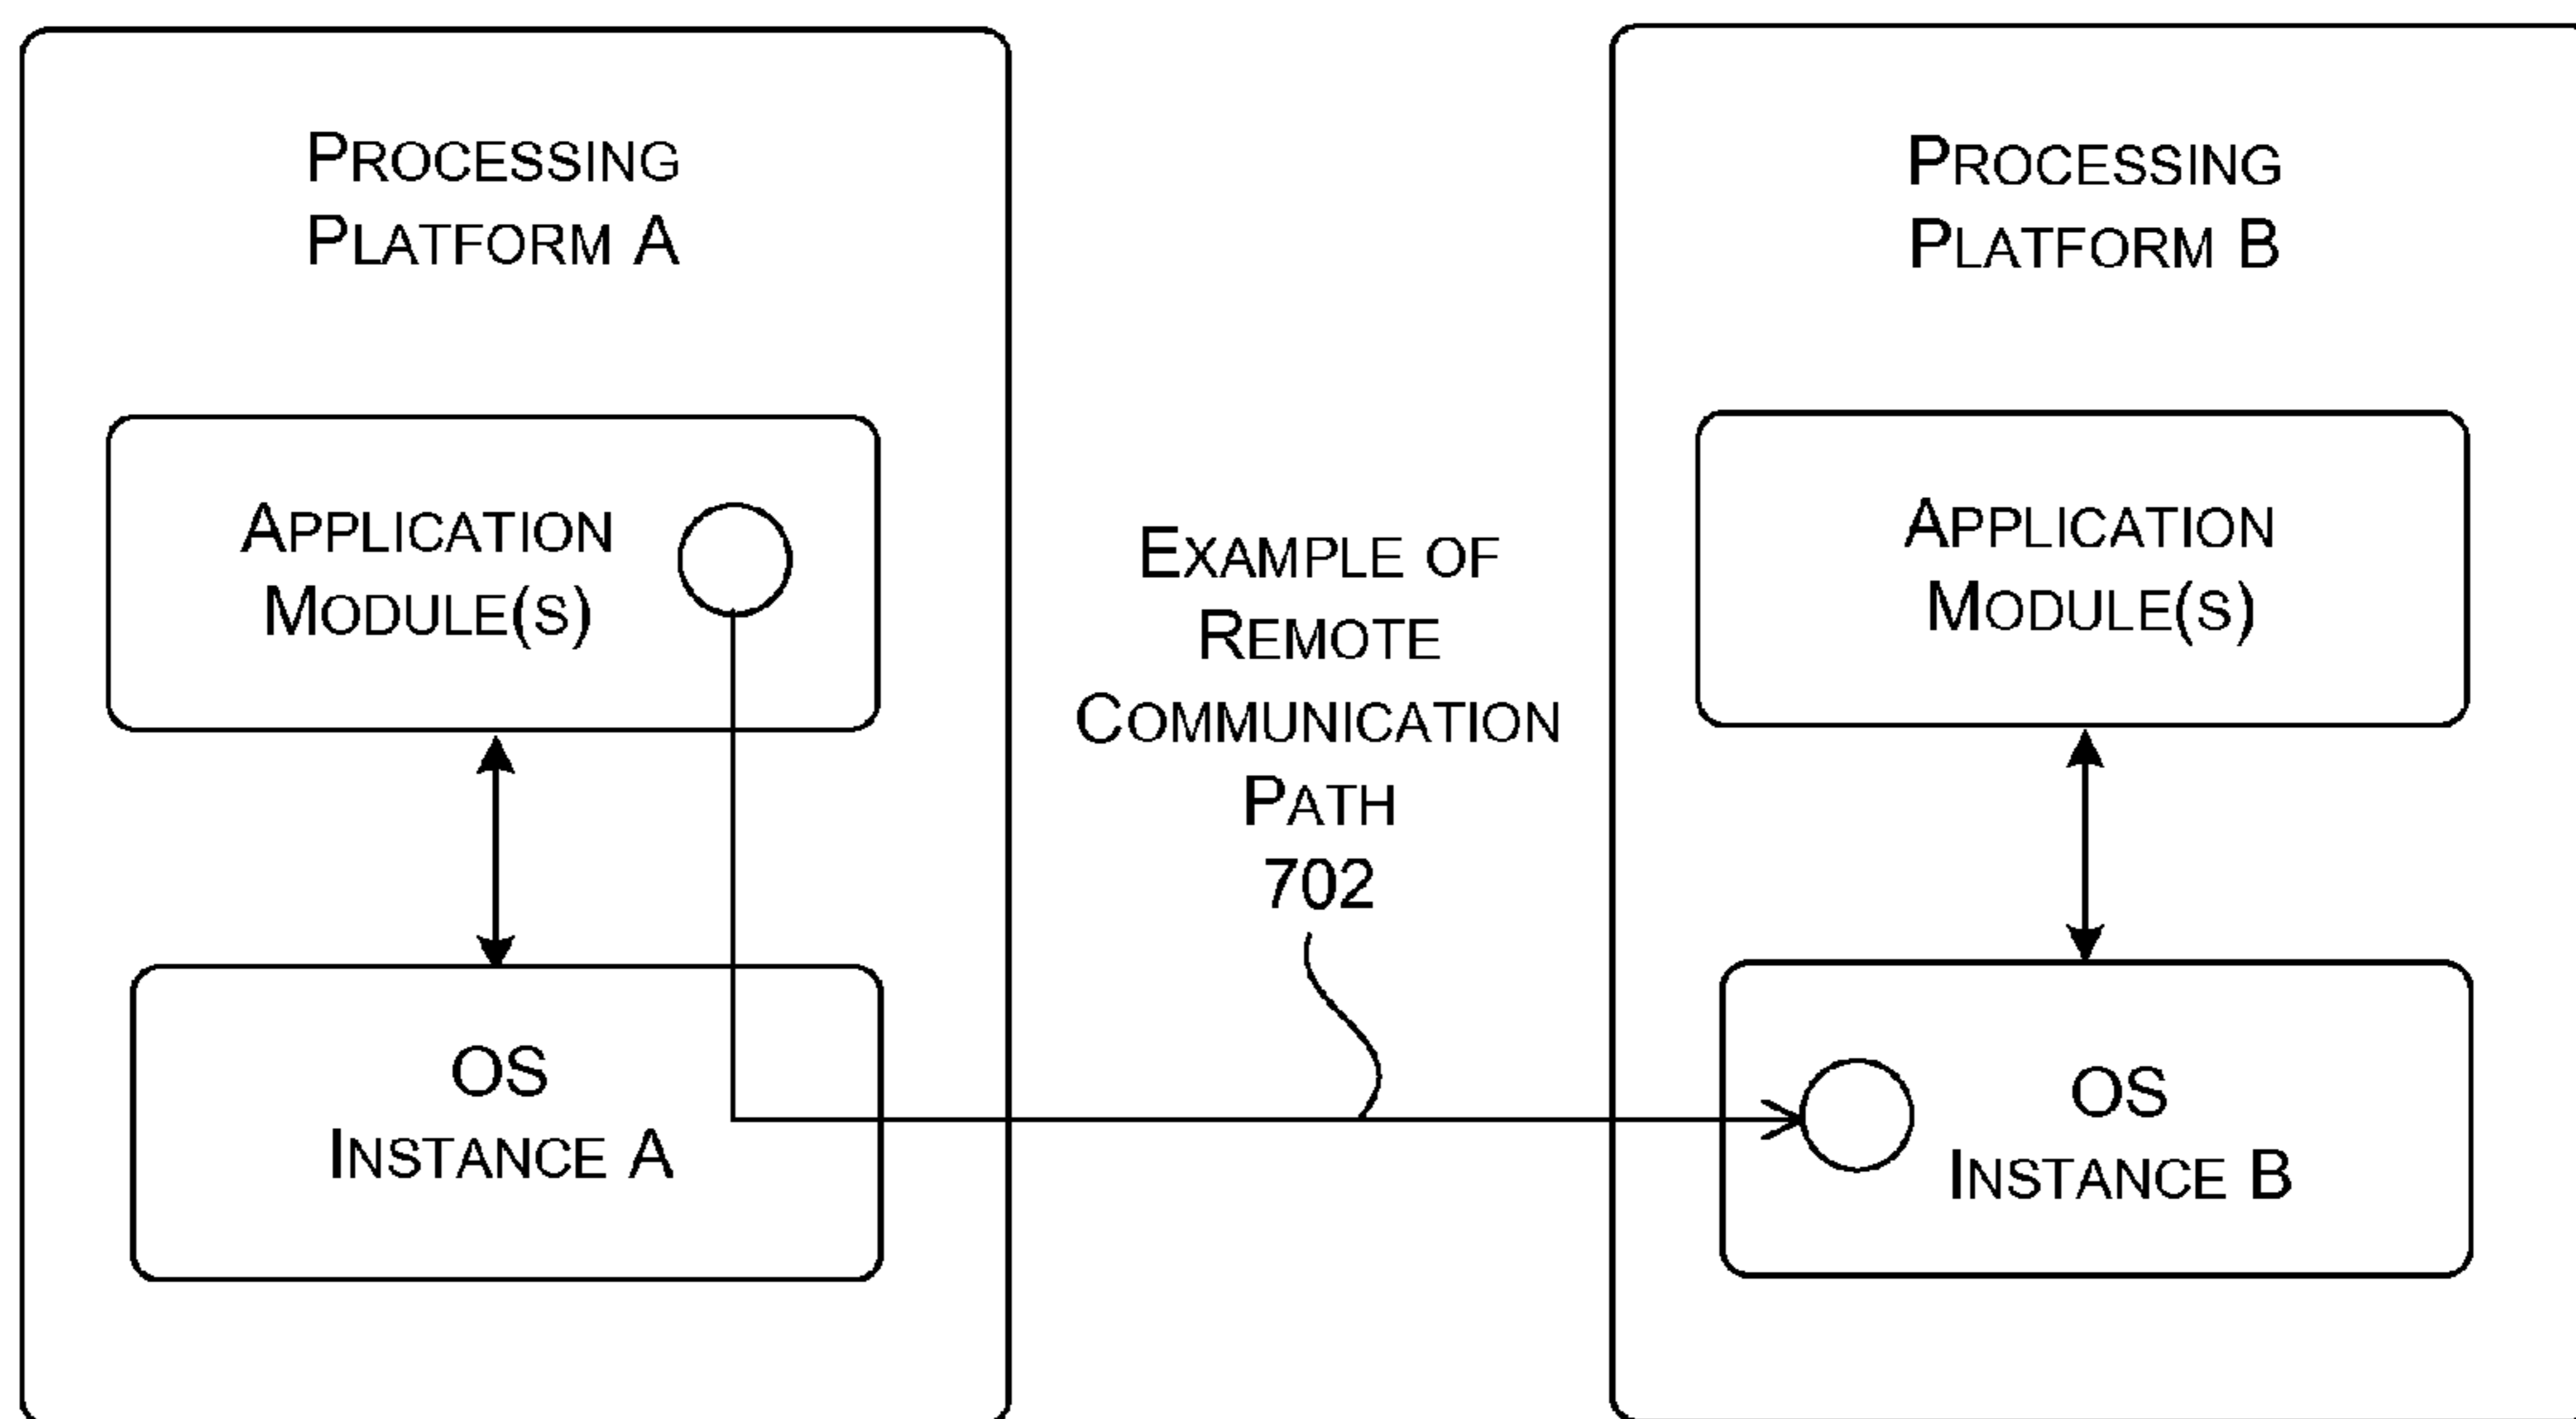 PROCESSING
PLATFORM A
APPLICATION
MODULE(S)
OS
INSTANCE A
EXAMPLE OF
REMOTE
COMMUNICATION
PATH
702
PROCESSING
PLATFORM B
APPLICATION
MODULE(S)
OS
INSTANCE B